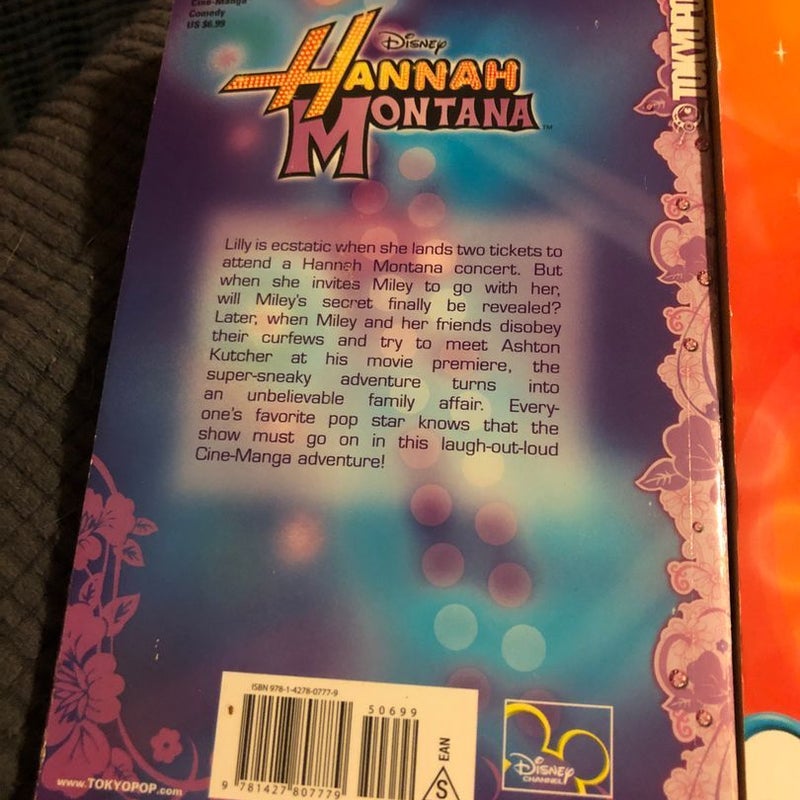 Cine-Manga
Comedy
US $6.99
Disney
HANNAH
MONTANA
TM
TOKYOPO
Lilly is ecstatic when she lands two tickets to
attend a Hannah Montana concert. But
when she invites Miley to go with her,
will Miley's secret finally be revealed?
Later, when Miley and her friends disobey
their curfews and try to meet Ashton
Kutcher at his movie premiere, the
super-sneaky adventure turns into
an unbelievable family affair. Every-
one's favorite pop star knows that the
show must go on in this laugh-out-loud
Cine-Manga adventure!
ISBN 978-1-4278-0777-9
50699
9 781427 807779
EAN
S
Disney
CHANNEL
www.TOKYOPOP.com